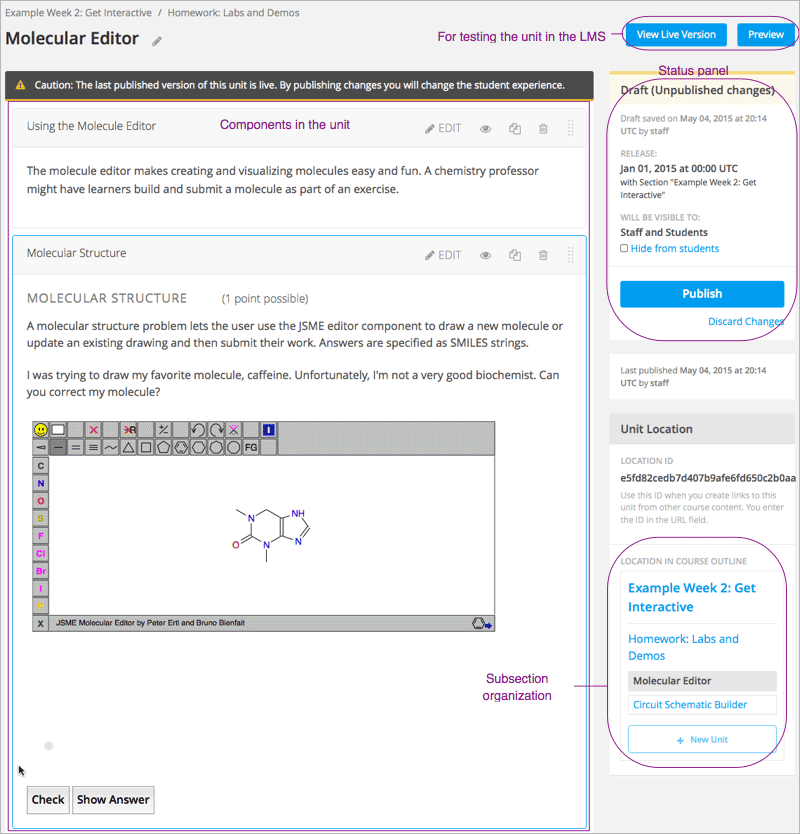 Example Week 2: Get Interactive / Homework: Labs and Demos
Molecular Editor
For testing the unit in the LMS
View Live Version
Preview
Caution: The last published version of this unit is live. By publishing changes you will change the student experience.
Components in the unit
Using the Molecule Editor
EDIT
The molecule editor makes creating and visualizing molecules easy and fun. A chemistry professor
might have learners build and submit a molecule as part of an exercise.
Molecular Structure
EDIT
MOLECULAR STRUCTURE (1 point possible)
A molecular structure problem lets the user use the JSME editor component to draw a new molecule or
update an existing drawing and then submit their work. Answers are specified as SMILES strings.
I was trying to draw my favorite molecule, caffeine. Unfortunately, I'm not a very good biochemist. Can
you correct my molecule?
R
i
FG
C
N
O
S
F
Cl
Br
I
X
N
NH
O
N
N
JSME Molecular Editor by Peter Ertl and Bruno Bienfait
Check
Show Answer
Status panel
Draft (Unpublished changes)
Draft saved on May 04, 2015 at 20:14
UTC by staff
RELEASE:
Jan 01, 2015 at 00:00 UTC
with Section "Example Week 2: Get
Interactive"
WILL BE VISIBLE TO:
Staff and Students
Hide from students
Publish
Discard Changes
Last published May 04, 2015 at 20:14
UTC by staff
Unit Location
LOCATION ID
e5fd82cedb7d407b9afe6fd650c2b0aa
Use this ID when you create links to this
unit from other course content. You enter
the ID in the URL field.
LOCATION IN COURSE OUTLINE
Example Week 2: Get
Interactive
Homework: Labs and
Demos
Molecular Editor
Circuit Schematic Builder
+ New Unit
Subsection
organization